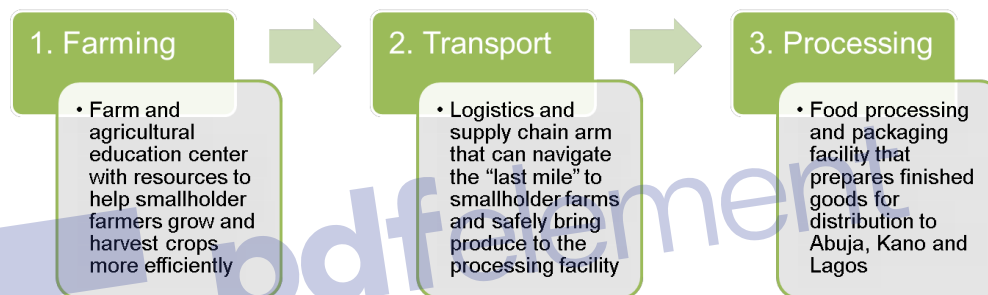 1. Farming
• Farm and
agricultural
education center
with resources to
help smallholder
farmers grow and
harvest crops
more efficiently
2. Transport
• Logistics and
supply chain arm
that can navigate
the “last mile” to
smallholder farms
and safely bring
produce to the
processing facility
3. Processing
• Food processing
and packaging
facility that
prepares finished
goods for
distribution to
Abuja, Kano and
Lagos
pdfelement